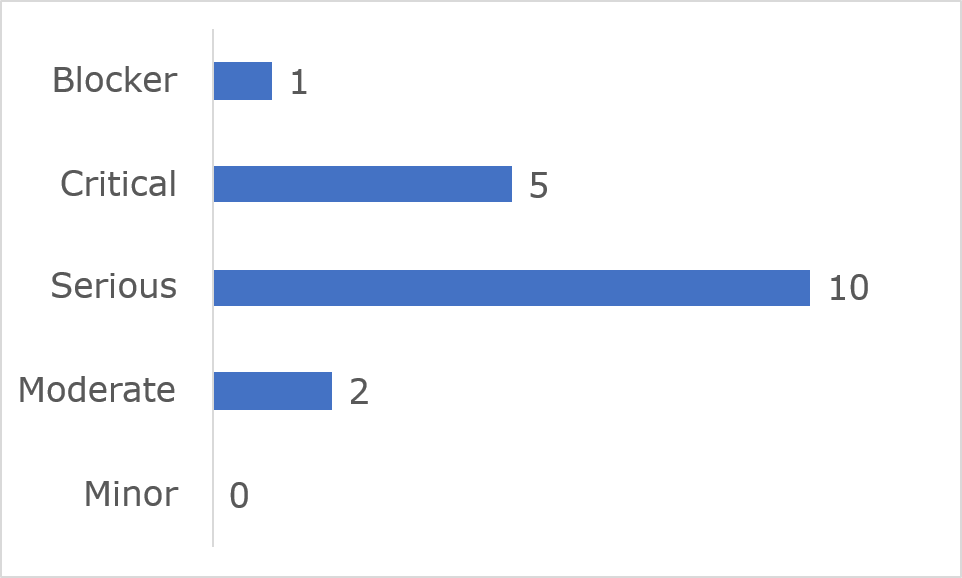 Blocker 1
Critical 5
Serious 10
Moderate 2
Minor 0